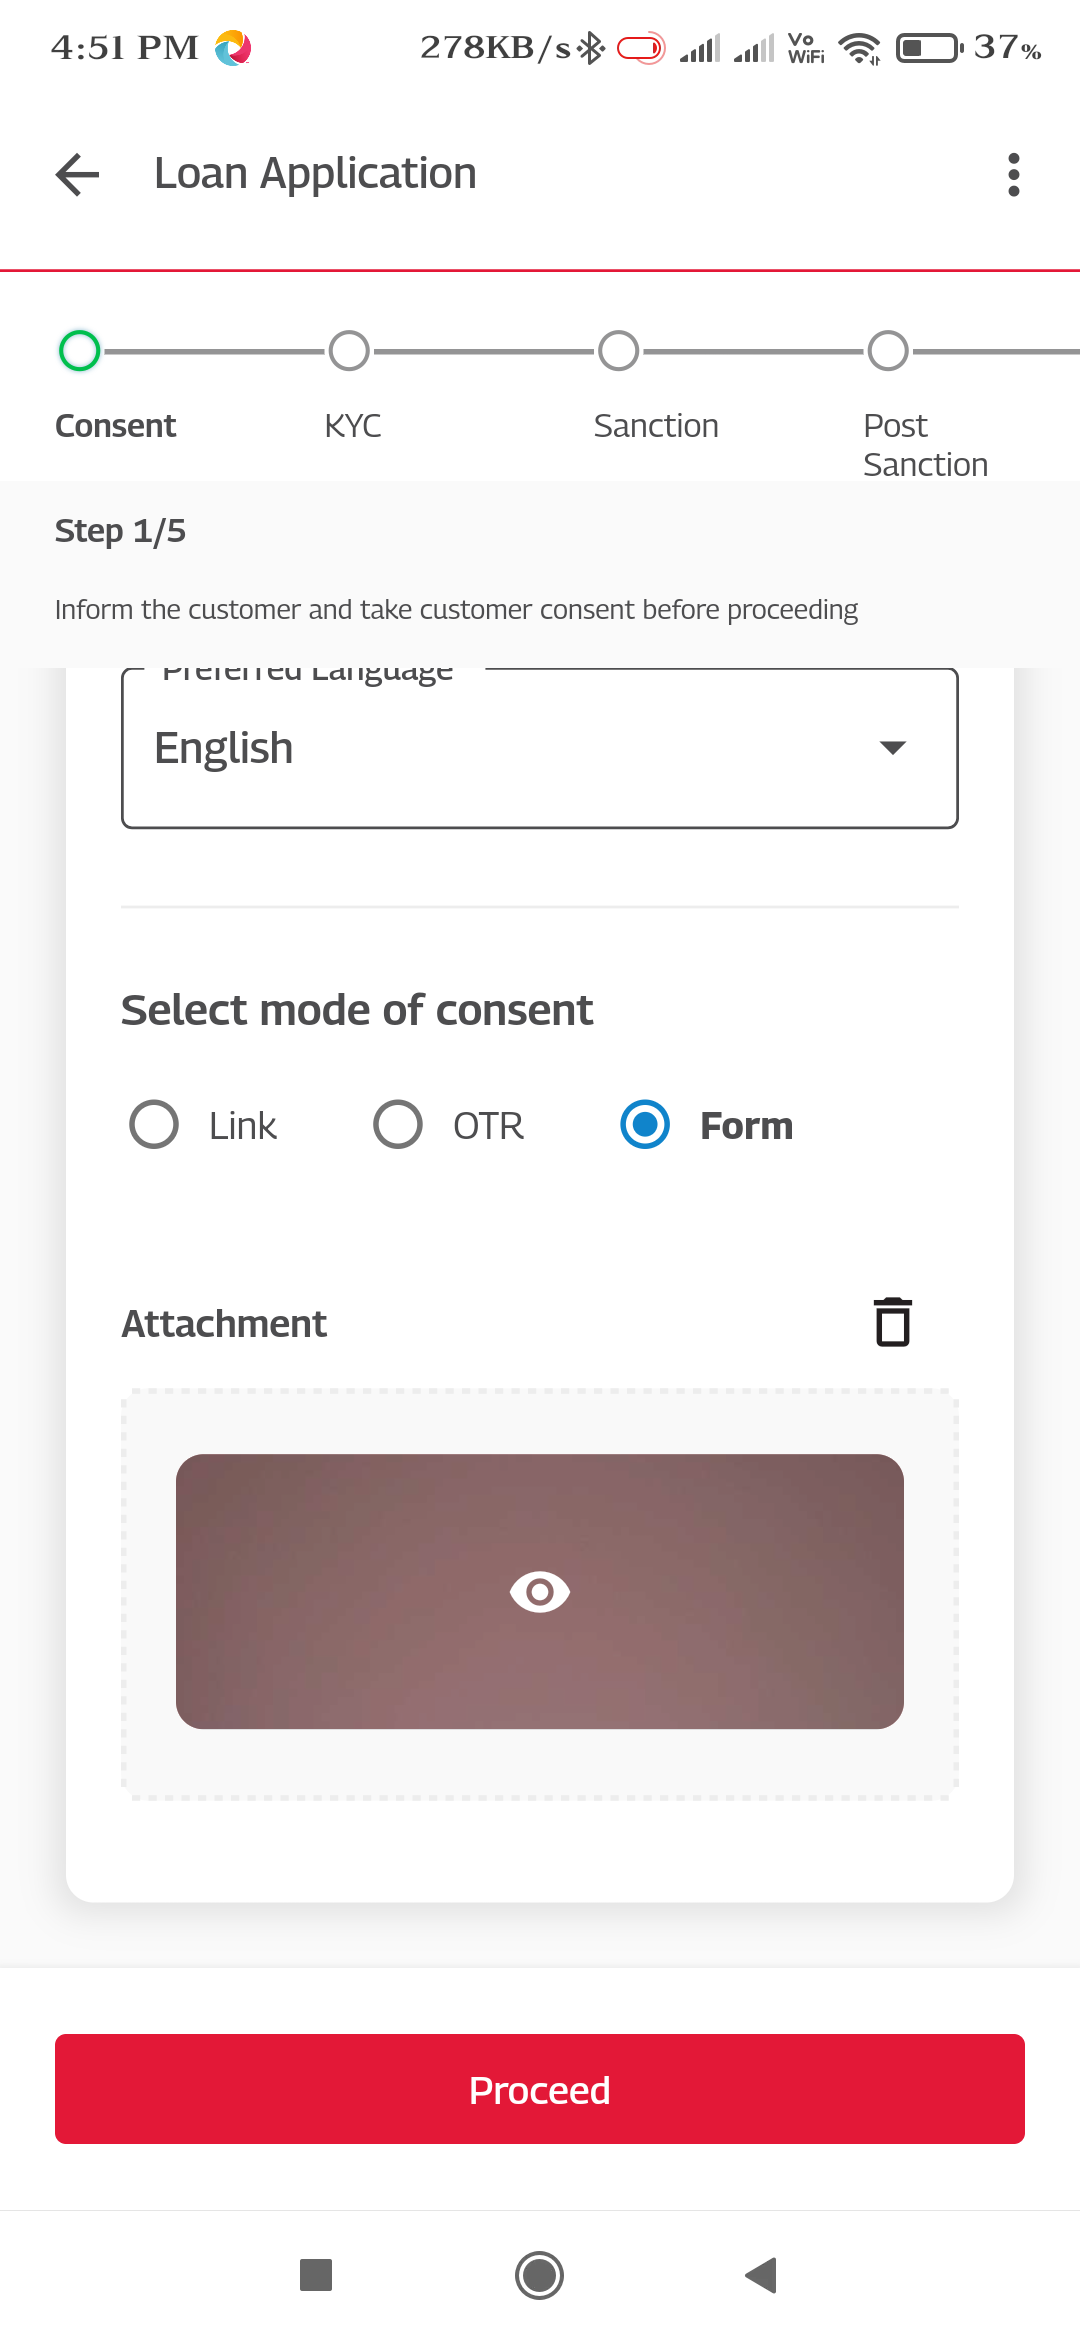 4:51 PM 278KB/s Vo WiFi 37%
Loan Application
Consent KYC Sanction Post Sanction
Step 1/5
Inform the customer and take customer consent before proceeding
Preferred Language
English
Select mode of consent
Link OTR Form
Attachment
Proceed